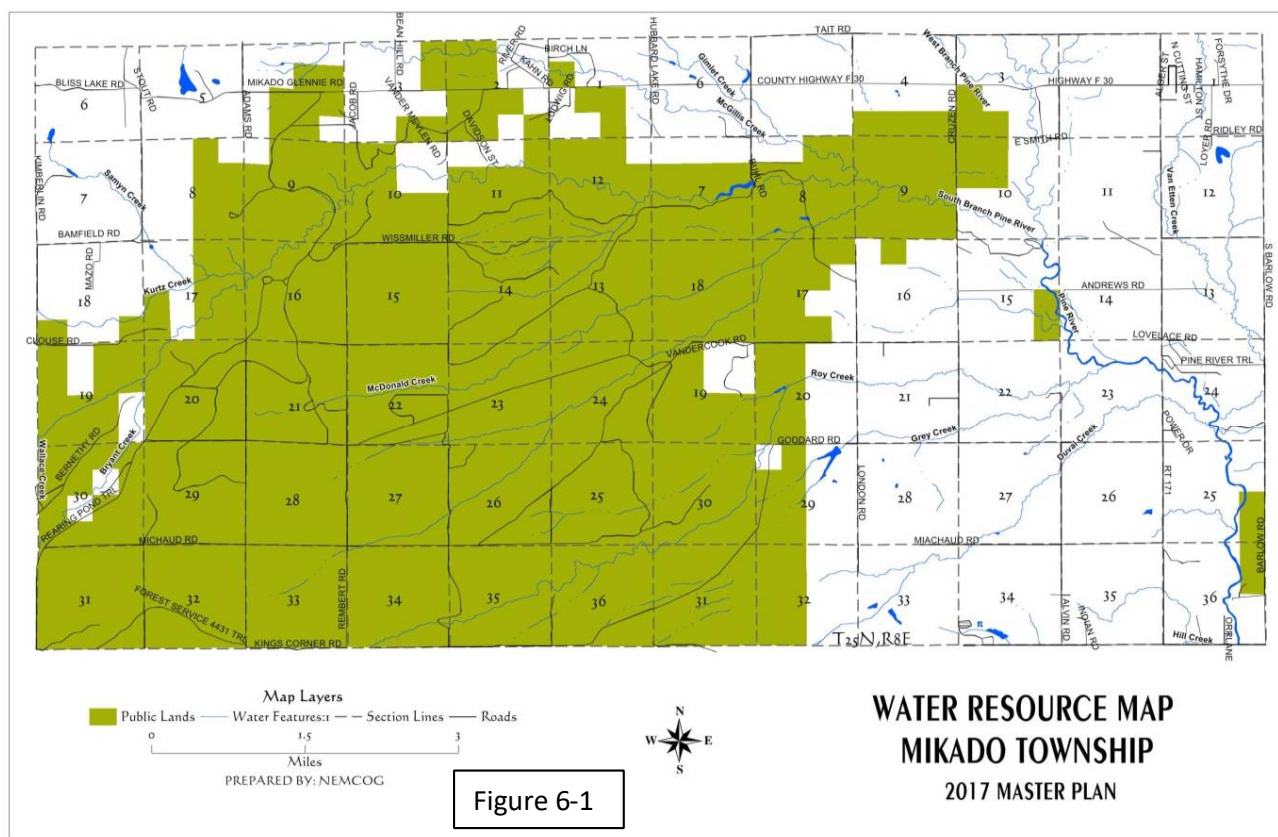 BEAN HILL RD
RIVER RD
BIRCH LN
KAHN RD
HUBBARD LAKE RD
Gimlet Creek
TAIT RD
West Branch Pine River
N CUTTING ST
HAMILTON ST
FORSYTHE DR
BLISS LAKE RD
S STOUT RD
MIKADO GLENNIE RD
COUNTY HIGHWAY F 30
HIGHWAY F 30
6
5
2
1
6
4
3
1
ADAMS RD
JACOB RD
LUDWIG RD
McGillis Creek
CRUZEN RD
E SMITH RD
LOYER RD
RIDLEY RD
DAVIDSON ST
KIMBERLIN RD
Samyn Creek
7
8
9
10
11
12
7
BUHL RD
8
9
10
11
Van Etten Creek
12
South Branch Pine River
BAMFIELD RD
WISSMILLER RD
MAZO RD
S BARLOW RD
18
Kurtz Creek
17
16
15
14
13
18
17
16
15
ANDREWS RD
14
13
Pine River
CLOUSE RD
VANDERCOOK RD
LOVELACE RD
PINE RIVER TRL
McDonald Creek
Roy Creek
19
20
21
22
23
24
19
20
21
22
23
24
BERNETHY RD
Bryant Creek
Wallace Creek
GODDARD RD
Grey Creek
Duval Creek
POWER DR
30
REARING POND TRL
29
28
27
26
25
30
29
LONDON RD
28
27
26
RT 171
25
MICHAUD RD
MIACHAUD RD
BARLOW RD
31
32
33
34
35
36
31
32
33
34
35
36
FOREST SERVICE 4431 TRL
REMBERT RD
KINGS CORNER RD
T25N, R8E
ALVIN RD
INDIAN RD
Hill Creek
Map Layers
Public Lands Water Features:1 Section Lines Roads
0 1.5 3
Miles
PREPARED BY: NEMCOG
Figure 6-1
N
W E
S
WATER RESOURCE MAP
MIKADO TOWNSHIP
2017 MASTER PLAN